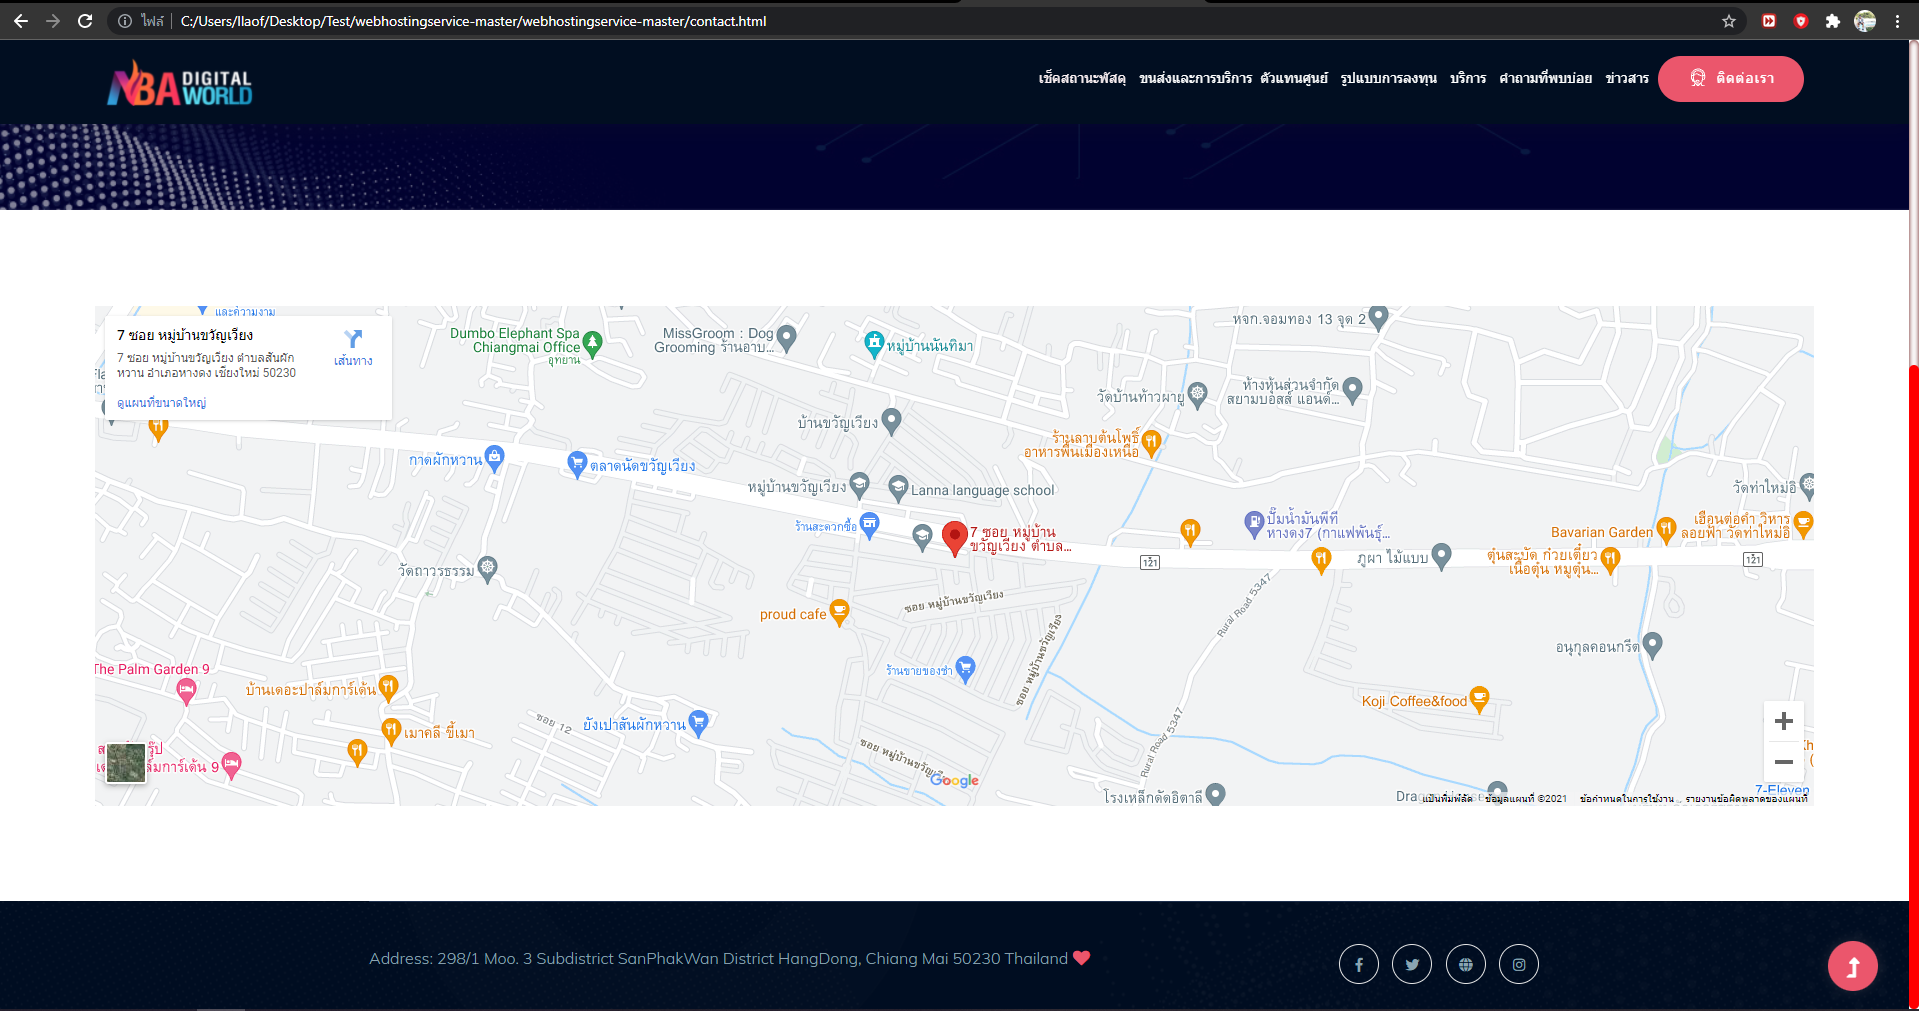 ไฟล์ C:/Users/llaof/Desktop/Test/webhostingservice-master/webhostingservice-master/contact.html
NBA DIGITAL WORLD
เช็คสถานะพัสดุ ขนส่งและการบริการ ตัวแทนศูนย์ รูปแบบการลงทุน บริการ คำถามที่พบบ่อย ข่าวสาร ติดต่อเรา
และความงาม
7 ซอย หมู่บ้านขวัญเวียง
7 ซอย หมู่บ้านขวัญเวียง ตำบลสันผัก
หวาน อำเภอหางดง เชียงใหม่ 50230
เส้นทาง
ดูแผนที่ขนาดใหญ่
Dumbo Elephant Spa
Chiangmai Office
อุทยาน
MissGroom : Dog
Grooming ร้านอาบ...
หมู่บ้านนันทิมา
หจก.จอมทอง 13 จุด 2
วัดบ้านท้าวผายู
ห้างหุ้นส่วนจำกัด
สยามบอสส์ แอนด์...
บ้านขวัญเวียง
ร้านลาบต้นโพธิ์
อาหารพื้นเมืองเหนือ
กาดผักหวาน
ตลาดนัดขวัญเวียง
หมู่บ้านขวัญเวียง
Lanna language school
วัดท่าใหม่อิ
ร้านสะดวกซื้อ
7 ซอย หมู่บ้าน
ขวัญเวียง ตำบล...
ปั๊มน้ำมันพีที
หางดง7 (กาแฟพันธุ์...
Bavarian Garden
เฮือนต่อคำ วิหาร
ลอยฟ้า วัดท่าใหม่อิ
121
ภูผา ไม้แบบ
ตุ๋นสะบัด ก๋วยเตี๋ยว
เนื้อตุ๋น หมูตุ๋น...
121
วัดถาวรธรรม
proud cafe
ซอย หมู่บ้านขวัญเวียง
Rural Road 5347
ซอย หมู่บ้านขวัญเวียง
อนุกูลคอนกรีต
The Palm Garden 9
บ้านเดอะปาล์มการ์เด้น
ร้านขายของชำ
Koji Coffee&food
ซอย 12
ยังเปาสันผักหวาน
เมาคลี ขี้เมา
Rural Road 5347
ซอย หมู่บ้านขวัญเวียง
Google
โรงเหล็กดัดอิตาลี
7-Eleven
แป้นพิมพ์ลัด ข้อมูลแผนที่ ©2021 ข้อกำหนดในการใช้งาน รายงานข้อผิดพลาดของแผนที่
Address: 298/1 Moo. 3 Subdistrict SanPhakWan District HangDong, Chiang Mai 50230 Thailand